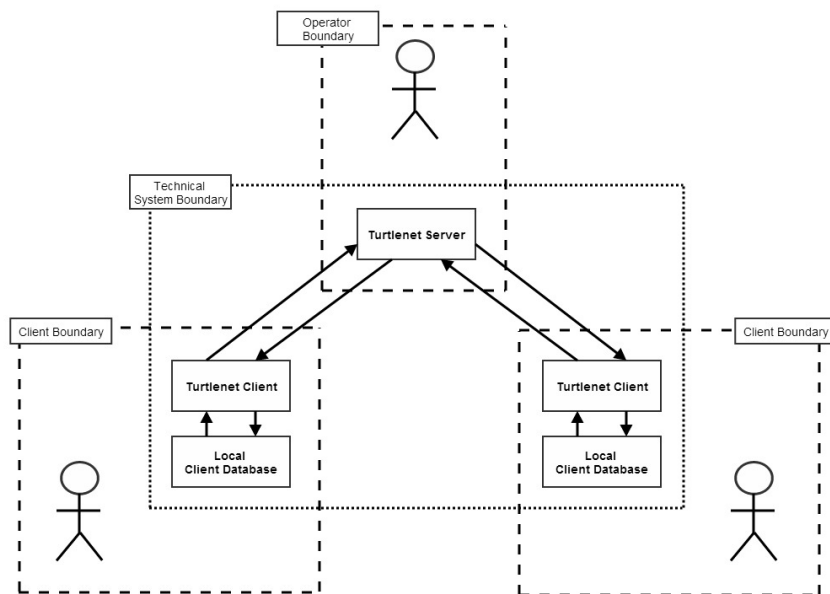 Operator
Boundary
Technical
System Boundary
Turtlenet Server
Client Boundary
Client Boundary
Turtlenet Client
Turtlenet Client
Local
Client Database
Local
Client Database